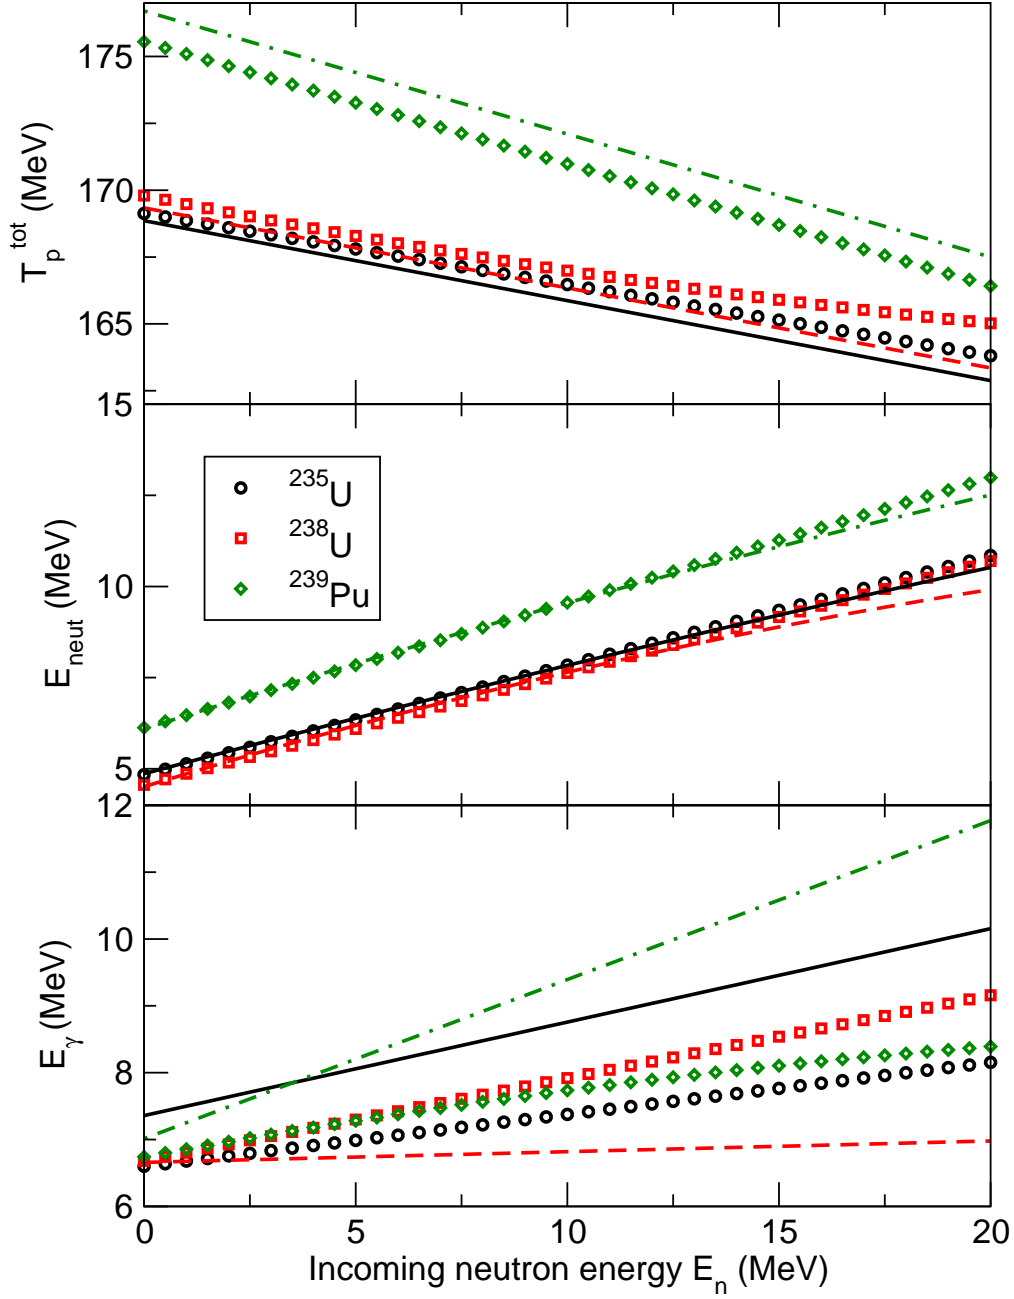 175
170
165
T_p^tot (MeV)
15
10
5
E_neut (MeV)
²³⁵U
²³⁸U
²³⁹Pu
12
10
8
6
E_γ (MeV)
0 5 10 15 20
Incoming neutron energy E_n (MeV)